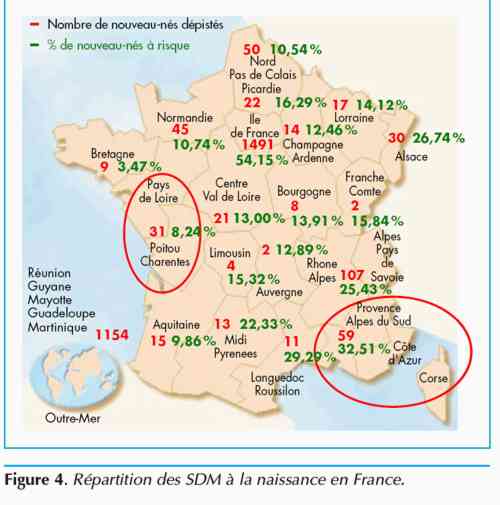 Nombre de nouveau-nés dépistés
% de nouveau-nés à risque
50 10,54 %
Nord
Pas de Calais
Picardie
22 16,29 %
17 14,12 %
Lorraine
Normandie
45
10,74 %
Ile
de France
1491
54,15 %
14 12,46 %
Champagne
Ardenne
30 26,74 %
Alsace
Bretagne
9 3,47 %
Pays
de Loire
31 8,24 %
Poitou
Charentes
Centre
Val de Loire
21 13,00 %
Bourgogne
8
13,91 %
Franche
Comte
2
15,84 %
Limousin
4
15,32 %
2 12,89 %
Auvergne
Rhone
Alpes
Alpes
Pays
de
Savoie
107
25,43 %
Réunion
Guyane
Mayotte
Guadeloupe
Martinique
1154
Outre-Mer
Aquitaine
15 9,86 %
13 22,33 %
Midi
Pyrenees
11
29,29 %
Languedoc
Roussilon
Provence
Alpes du Sud
59
32,51 %
Côte
d'Azur
Corse
Figure 4. Répartition des SDM à la naissance en France.